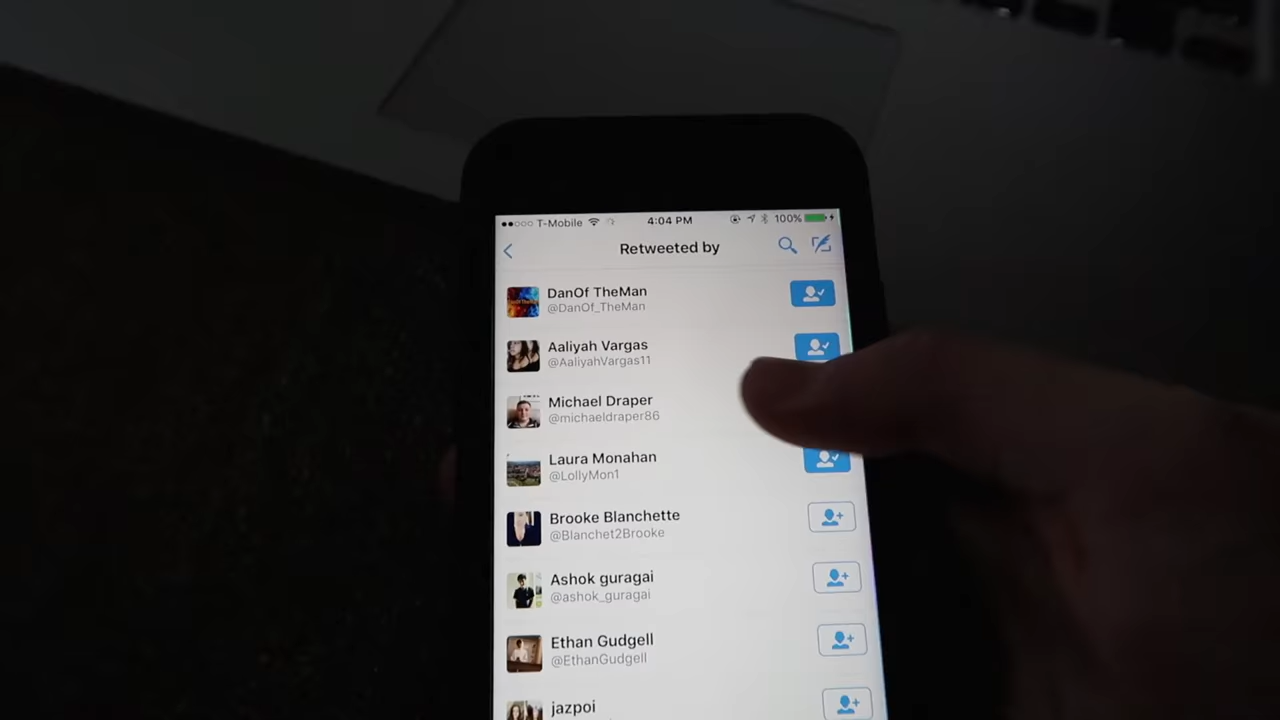 T-Mobile 4:04 PM 100%
Retweeted by
DanOf TheMan
@DanOf_TheMan
Aaliyah Vargas
@AaliyahVargas11
Michael Draper
@michaeldraper86
Laura Monahan
@LollyMon1
Brooke Blanchette
@Blanchet2Brooke
Ashok guragai
@ashok_guragai
Ethan Gudgell
@EthanGudgell
jazpoi